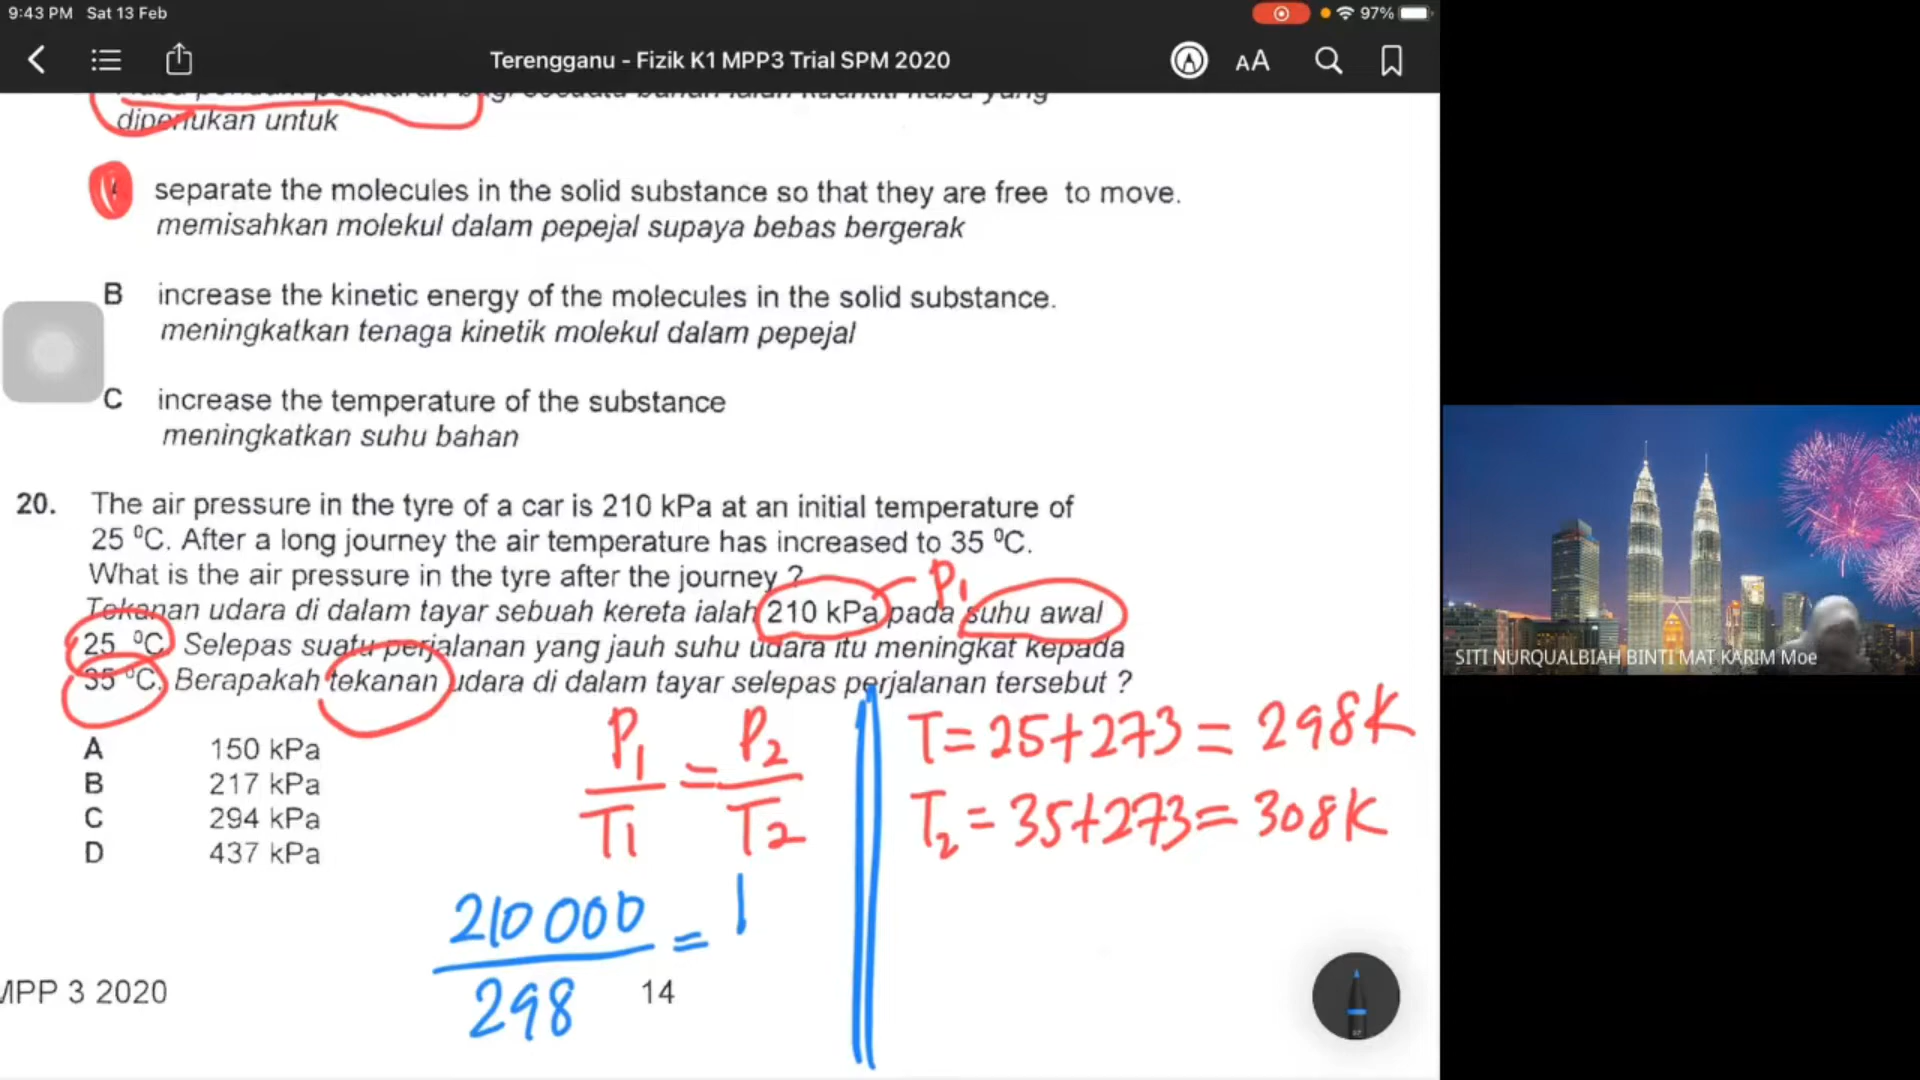 9:43 PM Sat 13 Feb
97%
Terengganu - Fizik K1 MPP3 Trial SPM 2020
AA
diperlukan untuk
separate the molecules in the solid substance so that they are free to move.
memisahkan molekul dalam pepejal supaya bebas bergerak
B increase the kinetic energy of the molecules in the solid substance.
meningkatkan tenaga kinetik molekul dalam pepejal
C increase the temperature of the substance
meningkatkan suhu bahan
20. The air pressure in the tyre of a car is 210 kPa at an initial temperature of
25 ⁰C. After a long journey the air temperature has increased to 35 ⁰C.
What is the air pressure in the tyre after the journey ?
P₁
Tekanan udara di dalam tayar sebuah kereta ialah 210 kPa pada suhu awal
25 ⁰C. Selepas suatu perjalanan yang jauh suhu udara itu meningkat kepada
35 ⁰C. Berapakah tekanan udara di dalam tayar selepas perjalanan tersebut ?
A 150 kPa
B 217 kPa
C 294 kPa
D 437 kPa
P₁/T₁ = P₂/T₂
T = 25+273 = 298K
T₂ = 35+273 = 308K
210 000/298 =
MPP 3 2020
14
SITI NURQUALBIAH BINTI MAT KARIM Moe